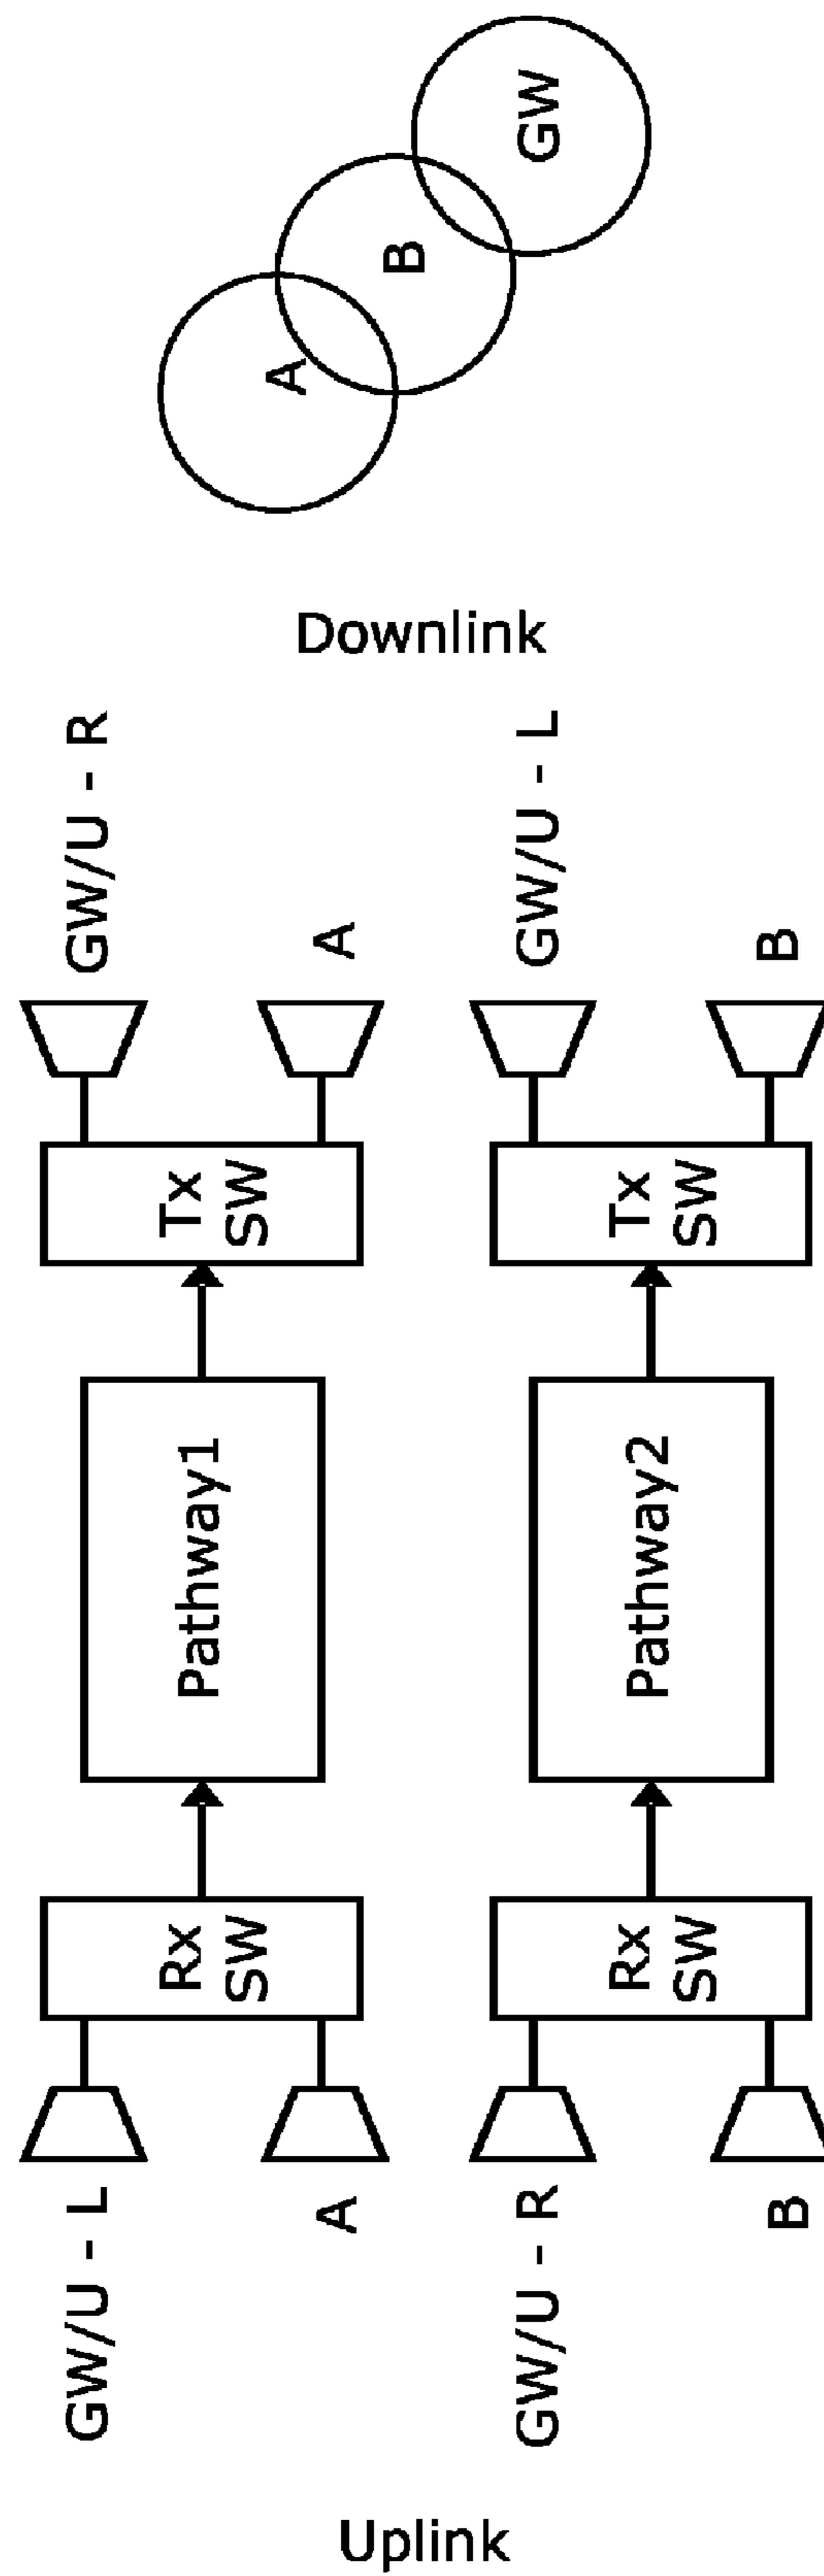 Uplink
GW/U - L
A
Rx
SW
Pathway1
Tx
SW
GW/U - R
A
GW/U - R
B
Rx
SW
Pathway2
Tx
SW
GW/U - L
B
Downlink
A
B
GW